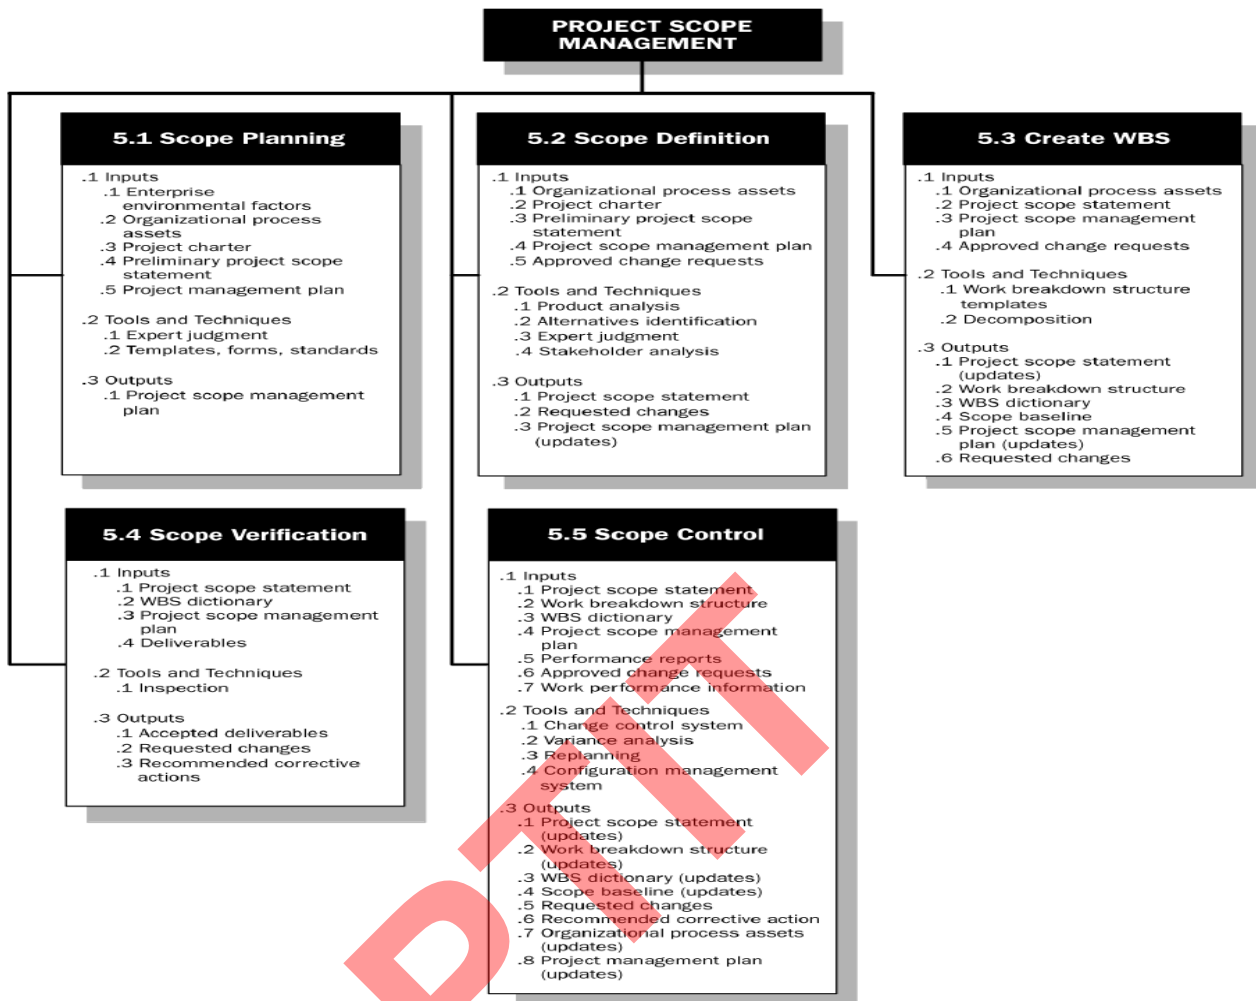 PROJECT SCOPE
MANAGEMENT
5.1 Scope Planning
.1 Inputs
.1 Enterprise
environmental factors
.2 Organizational process
assets
.3 Project charter
.4 Preliminary project scope
statement
.5 Project management plan
.2 Tools and Techniques
.1 Expert judgment
.2 Templates, forms, standards
.3 Outputs
.1 Project scope management
plan
5.2 Scope Definition
.1 Inputs
.1 Organizational process assets
.2 Project charter
.3 Preliminary project scope
statement
.4 Project scope management plan
.5 Approved change requests
.2 Tools and Techniques
.1 Product analysis
.2 Alternatives identification
.3 Expert judgment
.4 Stakeholder analysis
.3 Outputs
.1 Project scope statement
.2 Requested changes
.3 Project scope management plan
(updates)
5.3 Create WBS
.1 Inputs
.1 Organizational process assets
.2 Project scope statement
.3 Project scope management
plan
.4 Approved change requests
.2 Tools and Techniques
.1 Work breakdown structure
templates
.2 Decomposition
.3 Outputs
.1 Project scope statement
(updates)
.2 Work breakdown structure
.3 WBS dictionary
.4 Scope baseline
.5 Project scope management
plan (updates)
.6 Requested changes
5.4 Scope Verification
.1 Inputs
.1 Project scope statement
.2 WBS dictionary
.3 Project scope management
plan
.4 Deliverables
.2 Tools and Techniques
.1 Inspection
.3 Outputs
.1 Accepted deliverables
.2 Requested changes
.3 Recommended corrective
actions
5.5 Scope Control
.1 Inputs
.1 Project scope statement
.2 Work breakdown structure
.3 WBS dictionary
.4 Project scope management
plan
.5 Performance reports
.6 Approved change requests
.7 Work performance information
.2 Tools and Techniques
.1 Change control system
.2 Variance analysis
.3 Replanning
.4 Configuration management
system
.3 Outputs
.1 Project scope statement
(updates)
.2 Work breakdown structure
(updates)
.3 WBS dictionary (updates)
.4 Scope baseline (updates)
.5 Requested changes
.6 Recommended corrective action
.7 Organizational process assets
(updates)
.8 Project management plan
(updates)
PTIT